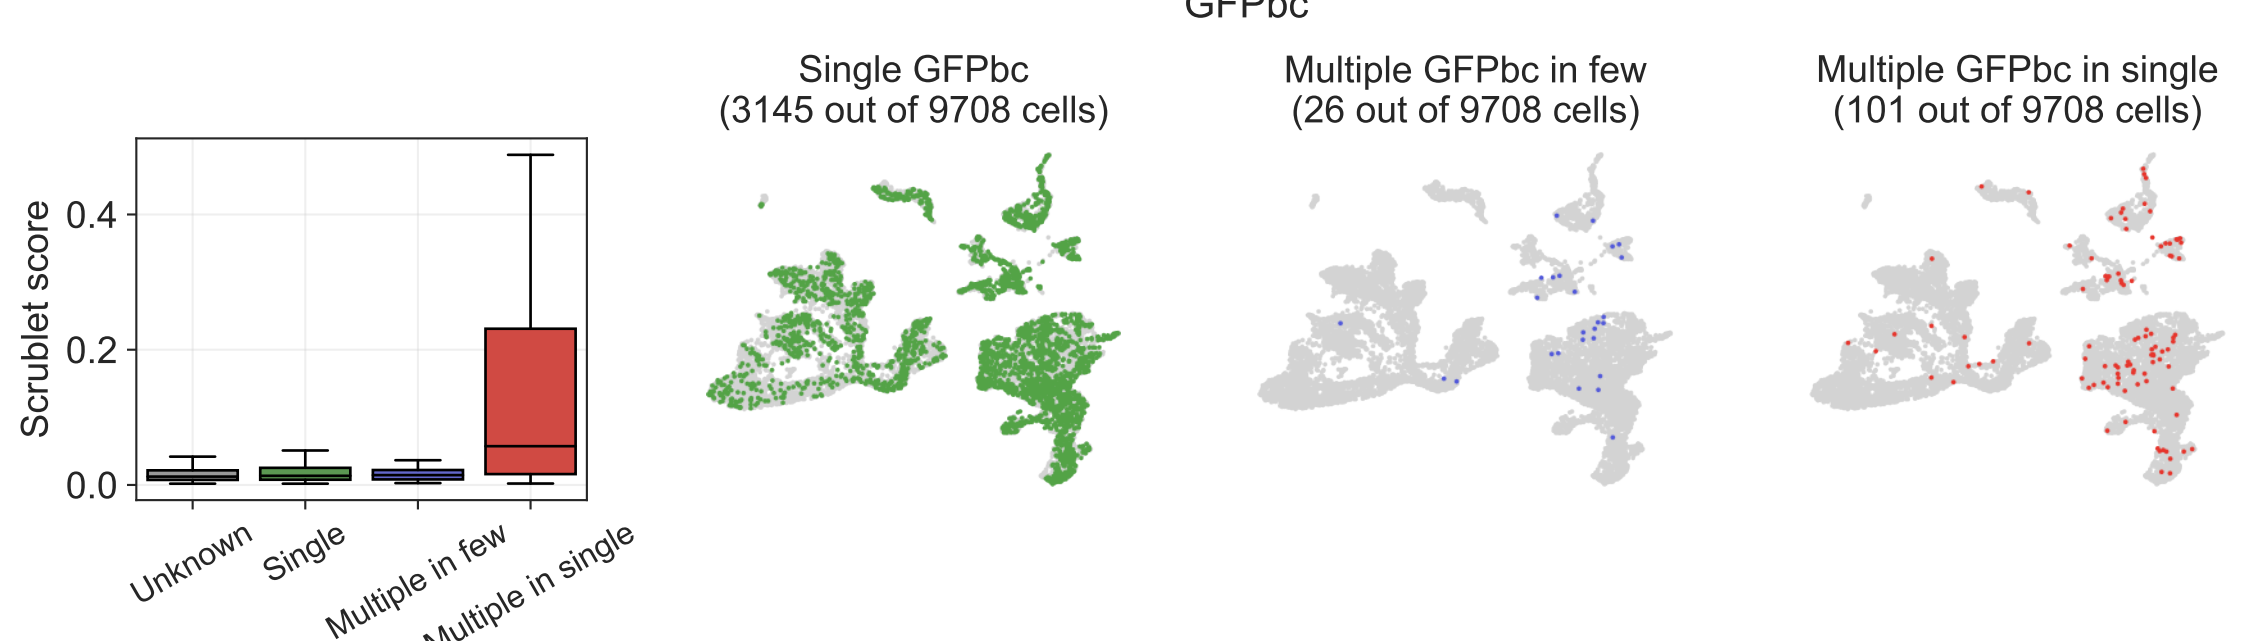 GFPbc
Single GFPbc
(3145 out of 9708 cells)
Multiple GFPbc in few
(26 out of 9708 cells)
Multiple GFPbc in single
(101 out of 9708 cells)
Scrublet score
0.4
0.2
0.0
Unknown
Single
Multiple in few
Multiple in single